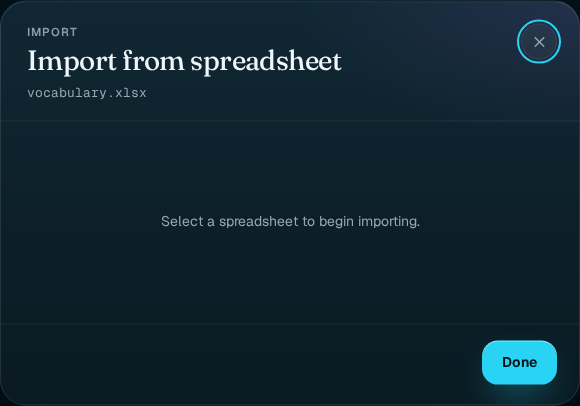 IMPORT
Import from spreadsheet
vocabulary.xlsx
Select a spreadsheet to begin importing.
Done